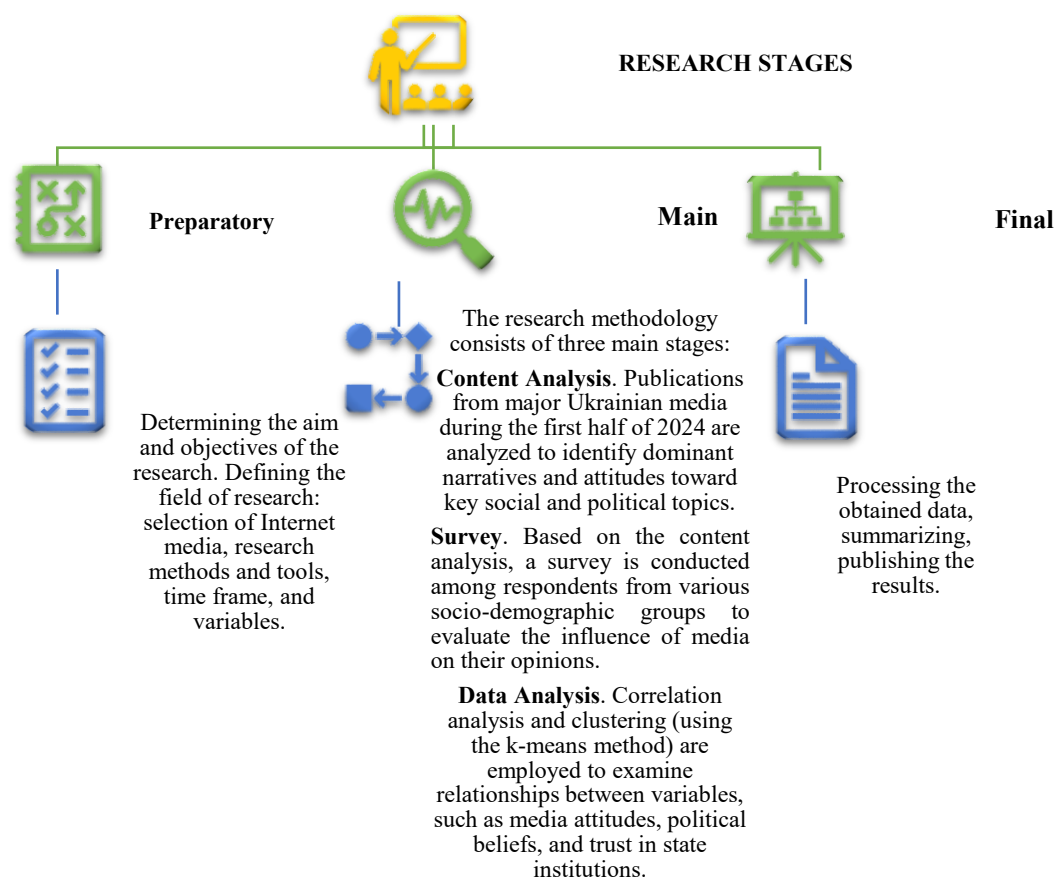 RESEARCH STAGES
Preparatory
Main
Final
Determining the aim
and objectives of the
research. Defining the
field of research:
selection of Internet
media, research
methods and tools,
time frame, and
variables.
The research methodology
consists of three main stages:
Content Analysis. Publications
from major Ukrainian media
during the first half of 2024 are
analyzed to identify dominant
narratives and attitudes toward
key social and political topics.
Survey. Based on the content
analysis, a survey is conducted
among respondents from various
socio-demographic groups to
evaluate the influence of media
on their opinions.
Data Analysis. Correlation
analysis and clustering (using
the k-means method) are
employed to examine
relationships between variables,
such as media attitudes, political
beliefs, and trust in state
institutions.
Processing the
obtained data,
summarizing,
publishing the
results.